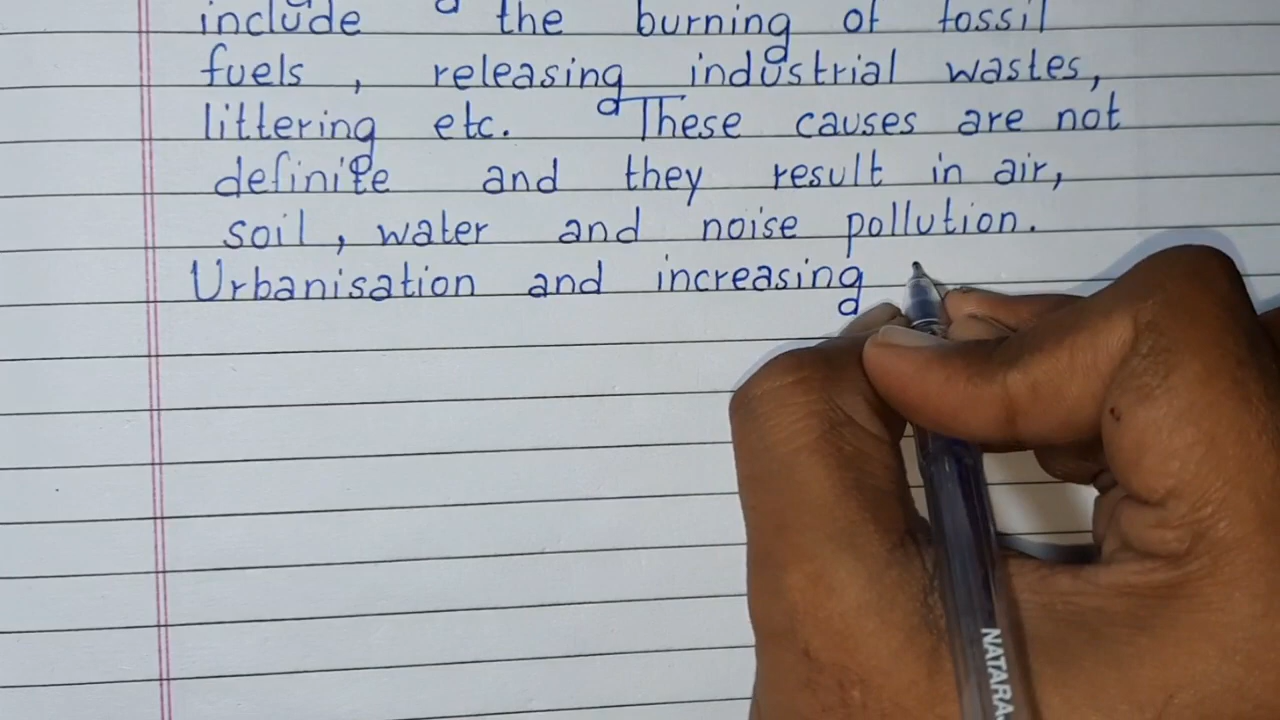 include the burning of fossil
fuels , releasing industrial wastes,
littering etc. These causes are not
definite and they result in air,
soil , water and noise pollution.
Urbanisation and increasing
NATARAJ